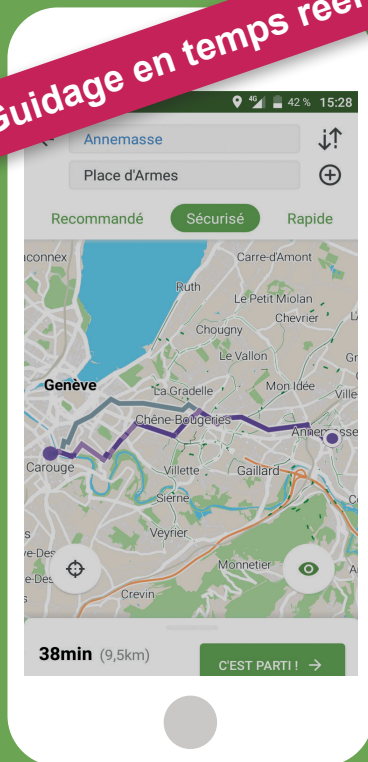 Guidage en temps réel
4G 42 % 15:28
Annemasse
Place d'Armes
Recommandé Sécurisé Rapide
Carre-d'Amont
Ruth
Le Petit Miolan
Chevrier
Chougny
Le Vallon
Genève
La Gradelle
Mon Idée
Chêne-Bougeries
Annemasse
Carouge
Villette
Gaillard
Sierne
Veyrier
Monnetier
Crevin
38min (9,5km)
C'EST PARTI ! →